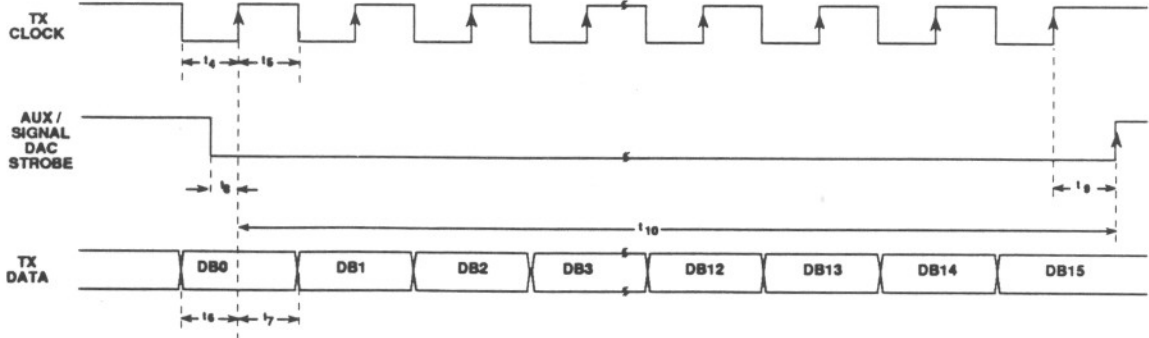 TX
CLOCK
t4
t5
AUX /
SIGNAL
DAC
STROBE
t8
t9
t10
TX
DATA
DB0
DB1
DB2
DB3
DB12
DB13
DB14
DB15
t6
t7